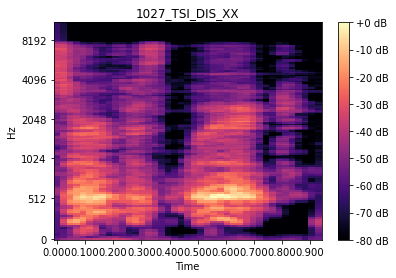 1027_TSI_DIS_XX
8192
4096
2048
1024
512
0
Hz
0.0000.1000.2000.3000.4000.5000.6000.7000.8000.900
Time
+0 dB
-10 dB
-20 dB
-30 dB
-40 dB
-50 dB
-60 dB
-70 dB
-80 dB